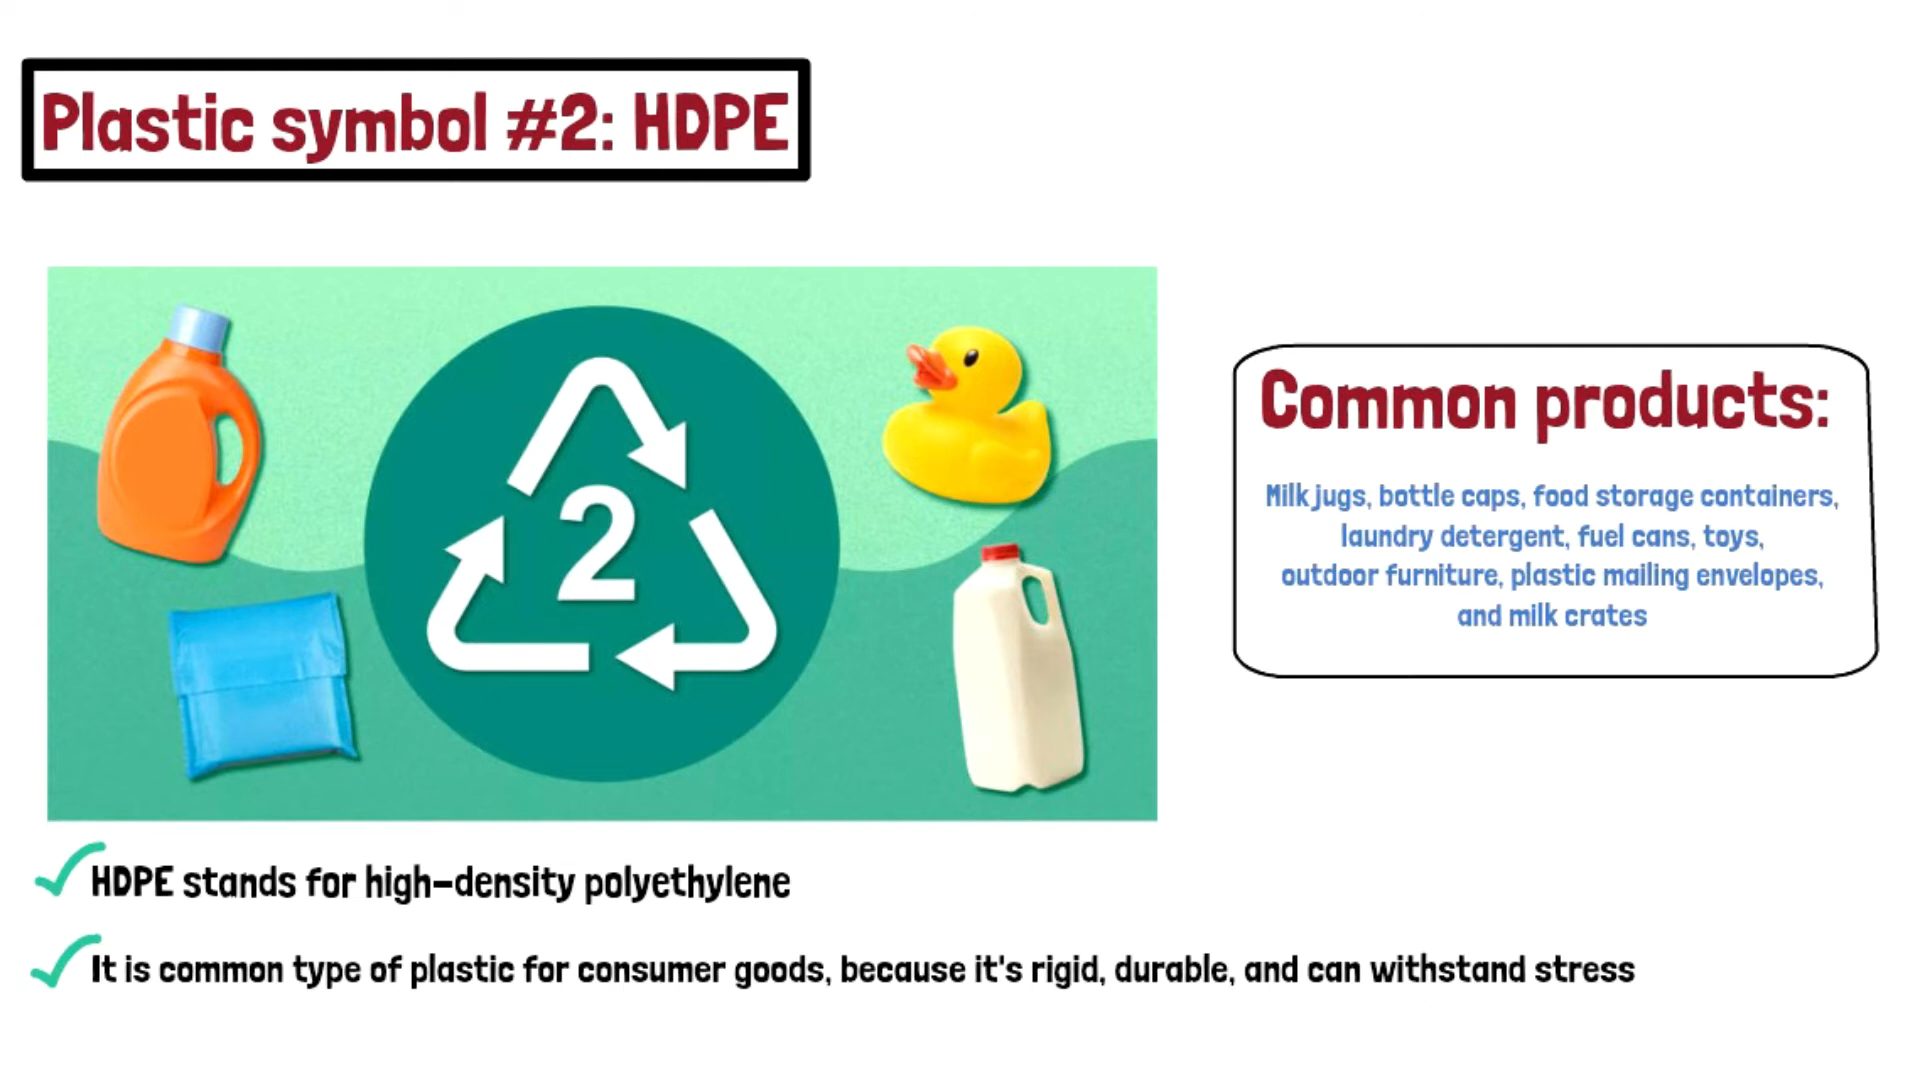 Plastic symbol #2: HDPE
2
Common products:
Milk jugs, bottle caps, food storage containers,
laundry detergent, fuel cans, toys,
outdoor furniture, plastic mailing envelopes,
and milk crates
HDPE stands for high-density polyethylene
It is common type of plastic for consumer goods, because it's rigid, durable, and can withstand stress